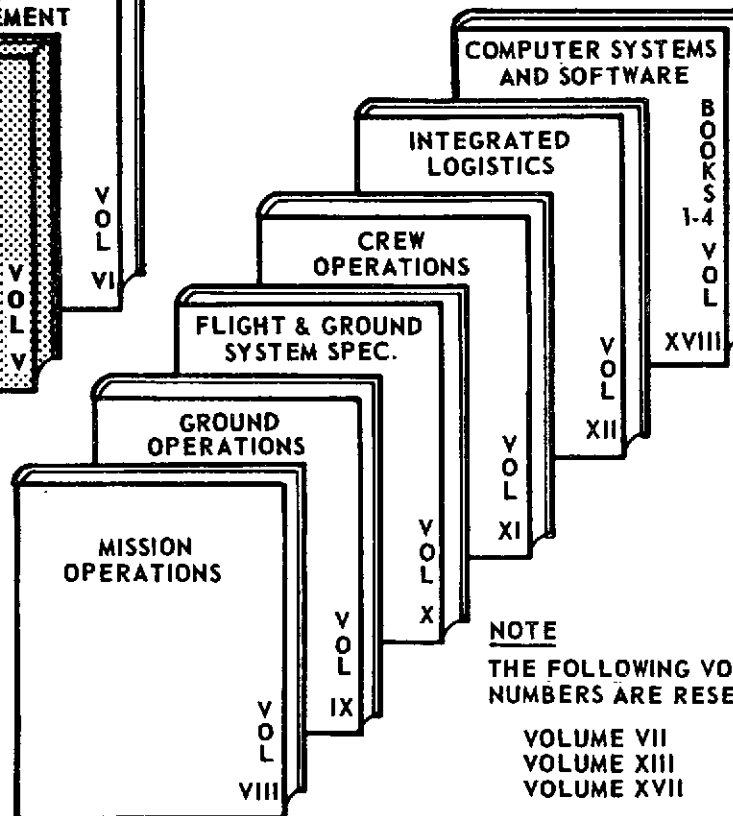 EMENT
VOL
VI
VOL
V
COMPUTER SYSTEMS
AND SOFTWARE
BOOKS
1-4
VOL
XVIII
INTEGRATED
LOGISTICS
VOL
XII
CREW
OPERATIONS
VOL
XI
FLIGHT & GROUND
SYSTEM SPEC.
VOL
X
GROUND
OPERATIONS
VOL
IX
MISSION
OPERATIONS
VOL
VIII
NOTE
THE FOLLOWING VO
NUMBERS ARE RESE
VOLUME VII
VOLUME XIII
VOLUME XVII